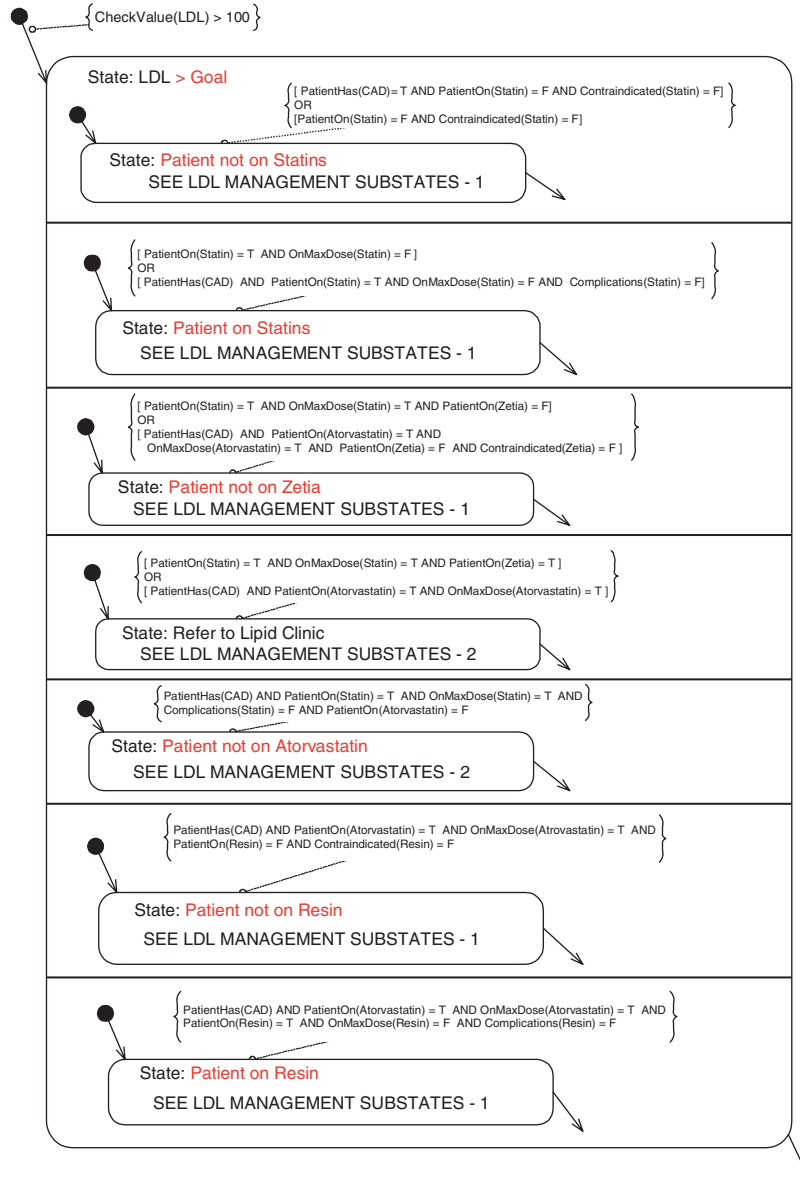 CheckValue(LDL) > 100
State: LDL > Goal
[ PatientHas(CAD)= T AND PatientOn(Statin) = F AND Contraindicated(Statin) = F]
OR
[PatientOn(Statin) = F AND Contraindicated(Statin) = F]
State: Patient not on Statins
SEE LDL MANAGEMENT SUBSTATES - 1
[ PatientOn(Statin) = T AND OnMaxDose(Statin) = F ]
OR
[ PatientHas(CAD) AND PatientOn(Statin) = T AND OnMaxDose(Statin) = F AND Complications(Statin) = F]
State: Patient on Statins
SEE LDL MANAGEMENT SUBSTATES - 1
[ PatientOn(Statin) = T AND OnMaxDose(Statin) = T AND PatientOn(Zetia) = F]
OR
[ PatientHas(CAD) AND PatientOn(Atorvastatin) = T AND
OnMaxDose(Atorvastatin) = T AND PatientOn(Zetia) = F AND Contraindicated(Zetia) = F ]
State: Patient not on Zetia
SEE LDL MANAGEMENT SUBSTATES - 1
[ PatientOn(Statin) = T AND OnMaxDose(Statin) = T AND PatientOn(Zetia) = T ]
OR
[ PatientHas(CAD) AND PatientOn(Atorvastatin) = T AND OnMaxDose(Atorvastatin) = T ]
State: Refer to Lipid Clinic
SEE LDL MANAGEMENT SUBSTATES - 2
PatientHas(CAD) AND PatientOn(Statin) = T AND OnMaxDose(Statin) = T AND
Complications(Statin) = F AND PatientOn(Atorvastatin) = F
State: Patient not on Atorvastatin
SEE LDL MANAGEMENT SUBSTATES - 2
PatientHas(CAD) AND PatientOn(Atorvastatin) = T AND OnMaxDose(Atrovastatin) = T AND
PatientOn(Resin) = F AND Contraindicated(Resin) = F
State: Patient not on Resin
SEE LDL MANAGEMENT SUBSTATES - 1
PatientHas(CAD) AND PatientOn(Atorvastatin) = T AND OnMaxDose(Atorvastatin) = T AND
PatientOn(Resin) = T AND OnMaxDose(Resin) = F AND Complications(Resin) = F
State: Patient on Resin
SEE LDL MANAGEMENT SUBSTATES - 1